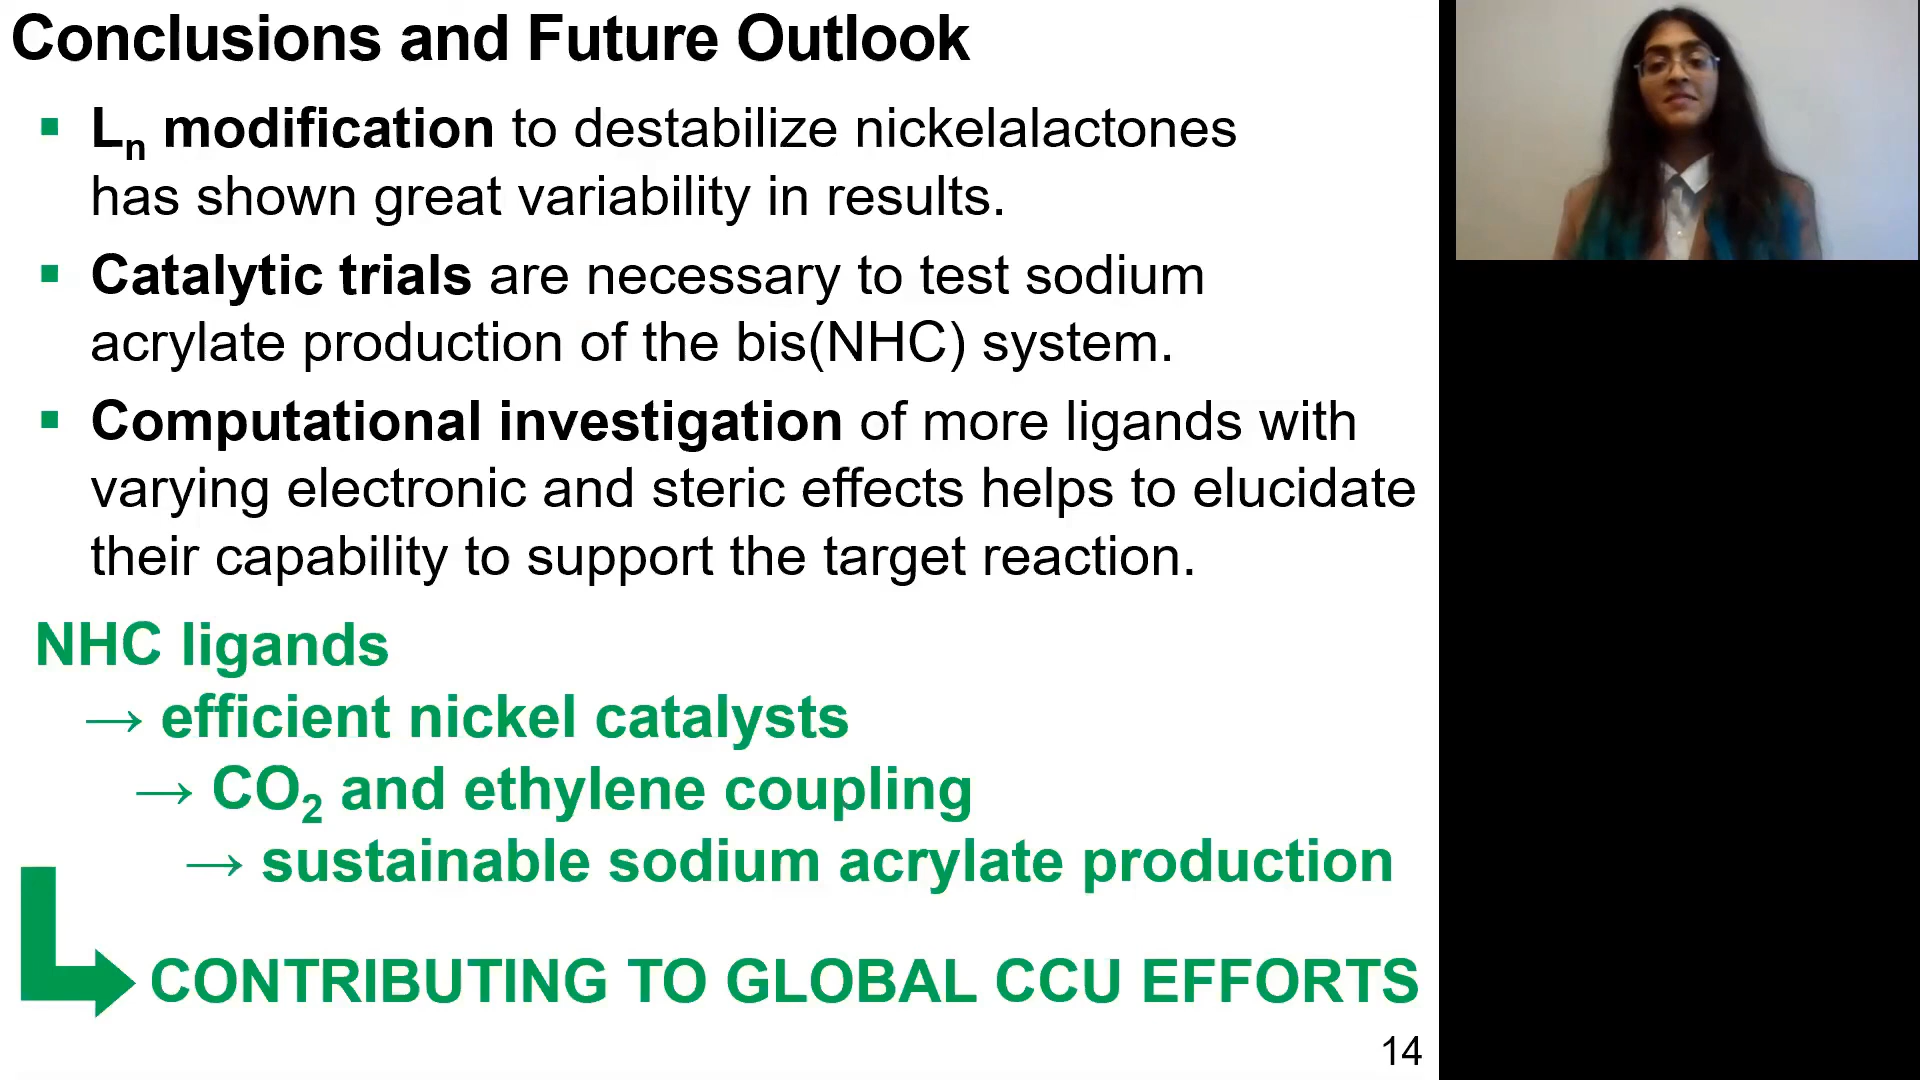 Conclusions and Future Outlook
▪ Lₙ modification to destabilize nickelalactones
has shown great variability in results.
▪ Catalytic trials are necessary to test sodium
acrylate production of the bis(NHC) system.
▪ Computational investigation of more ligands with
varying electronic and steric effects helps to elucidate
their capability to support the target reaction.
NHC ligands
→ efficient nickel catalysts
→ CO₂ and ethylene coupling
→ sustainable sodium acrylate production
CONTRIBUTING TO GLOBAL CCU EFFORTS
14